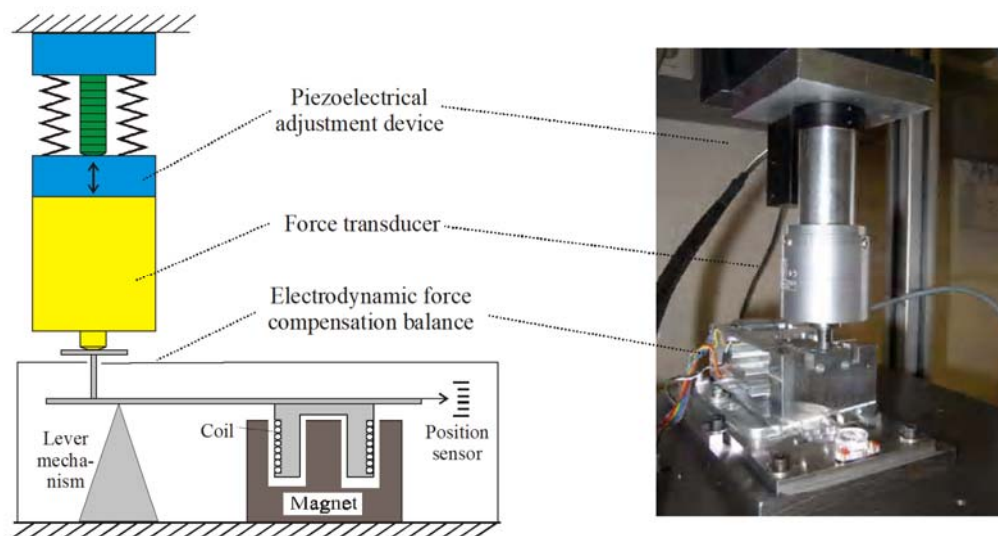 Piezoelectrical
adjustment device
Force transducer
Electrodynamic force
compensation balance
Lever
mecha-
nism
Coil
Magnet
Position
sensor